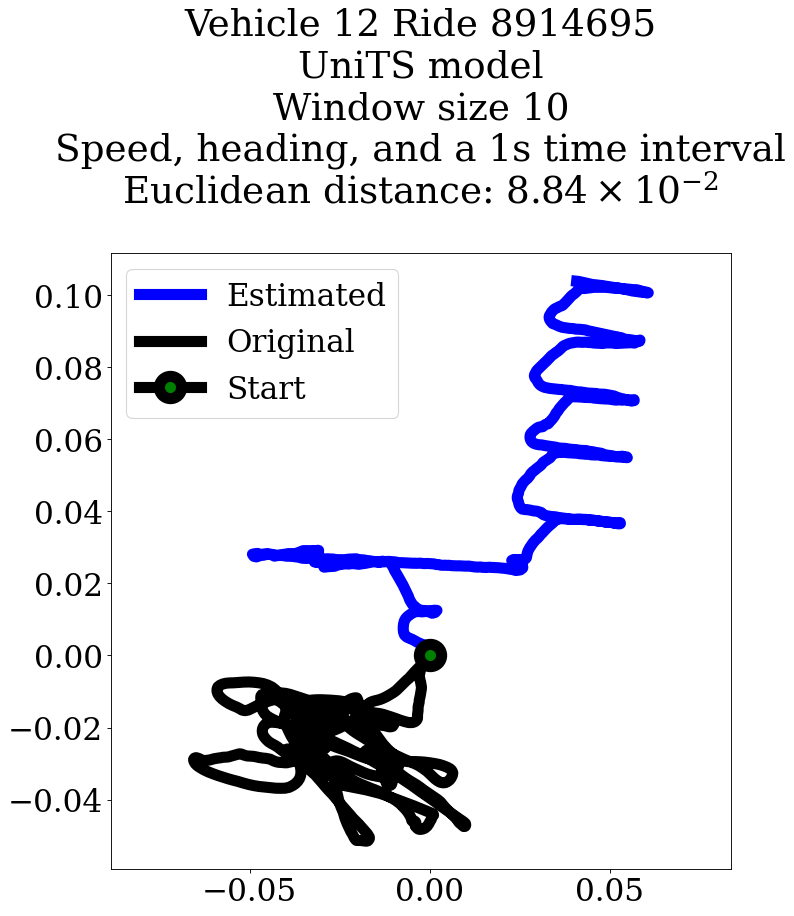 Vehicle 12 Ride 8914695
UniTS model
Window size 10
Speed, heading, and a 1s time interval
Euclidean distance: 8.84 × 10⁻²
Estimated
Original
Start
0.10
0.08
0.06
0.04
0.02
0.00
−0.02
−0.04
−0.05 0.00 0.05